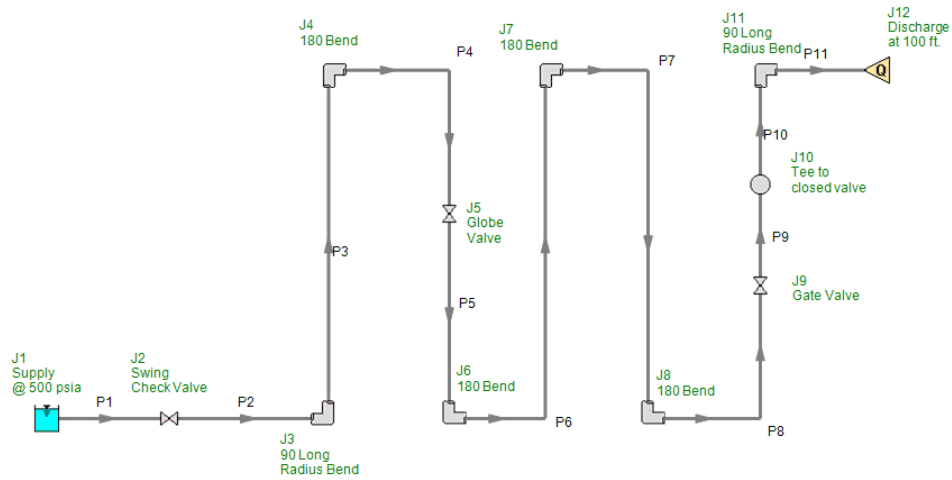 J4
180 Bend
P4
J7
180 Bend
P7
J11
90 Long
Radius Bend
P11
J12
Discharge
at 100 ft.
Q
P10
J10
Tee to
closed valve
J5
Globe
Valve
P3
P9
J9
Gate Valve
P5
J1
Supply
@ 500 psia
P1
J2
Swing
Check Valve
P2
J3
90 Long
Radius Bend
J6
180 Bend
P6
J8
180 Bend
P8